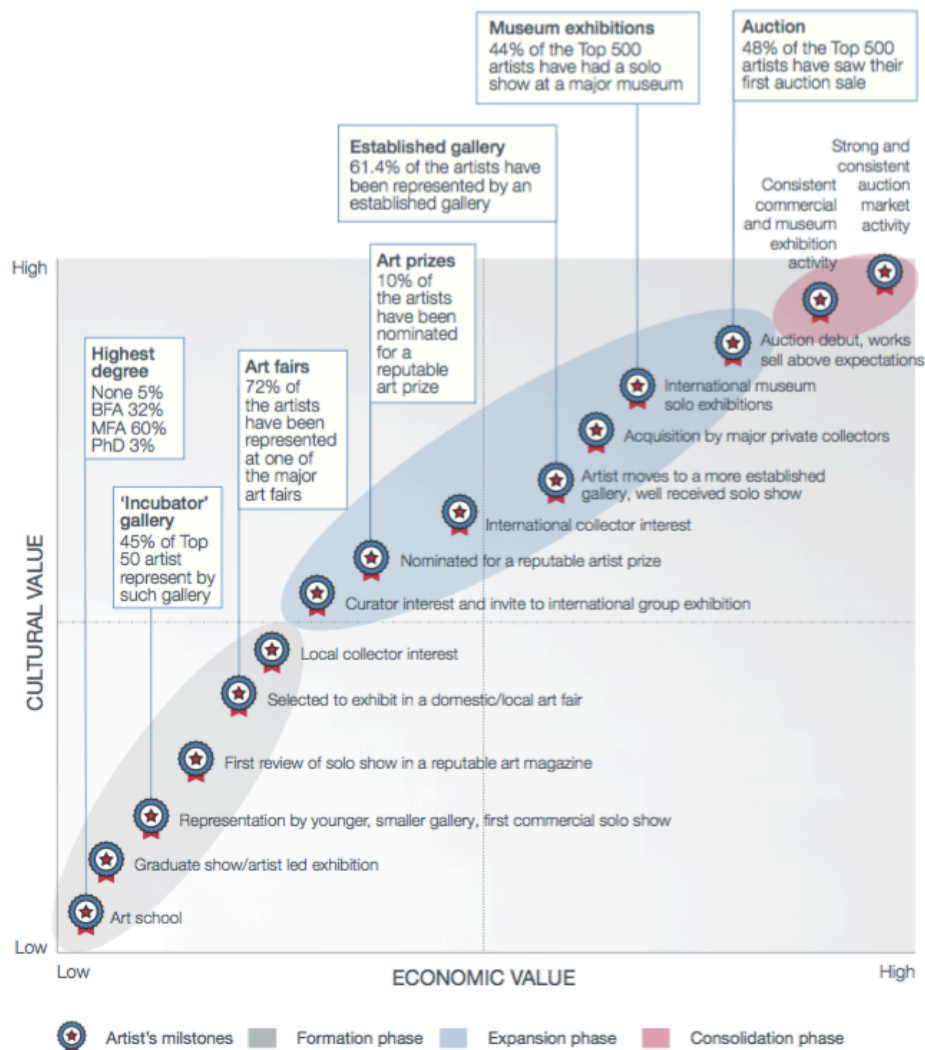 Museum exhibitions
44% of the Top 500
artists have had a solo
show at a major museum
Auction
48% of the Top 500
artists have saw their
first auction sale
Established gallery
61.4% of the artists have
been represented by an
established gallery
Strong and
consistent
auction
market
activity
Consistent
commercial
and museum
exhibition
activity
Art prizes
10% of
the artists
have been
nominated
for a
reputable
art prize
High
Highest
degree
None 5%
BFA 32%
MFA 60%
PhD 3%
Art fairs
72% of
the artists
have been
represented
at one of
the major
art fairs
'Incubator'
gallery
45% of Top
50 artist
represent by
such gallery
Auction debut, works
sell above expectations
International museum
solo exhibitions
Acquisition by major private collectors
Artist moves to a more established
gallery, well received solo show
International collector interest
Nominated for a reputable artist prize
Curator interest and invite to international group exhibition
Local collector interest
Selected to exhibit in a domestic/local art fair
First review of solo show in a reputable art magazine
Representation by younger, smaller gallery, first commercial solo show
Graduate show/artist led exhibition
Art school
CULTURAL VALUE
Low
Low
ECONOMIC VALUE
High
Artist's milstones
Formation phase
Expansion phase
Consolidation phase